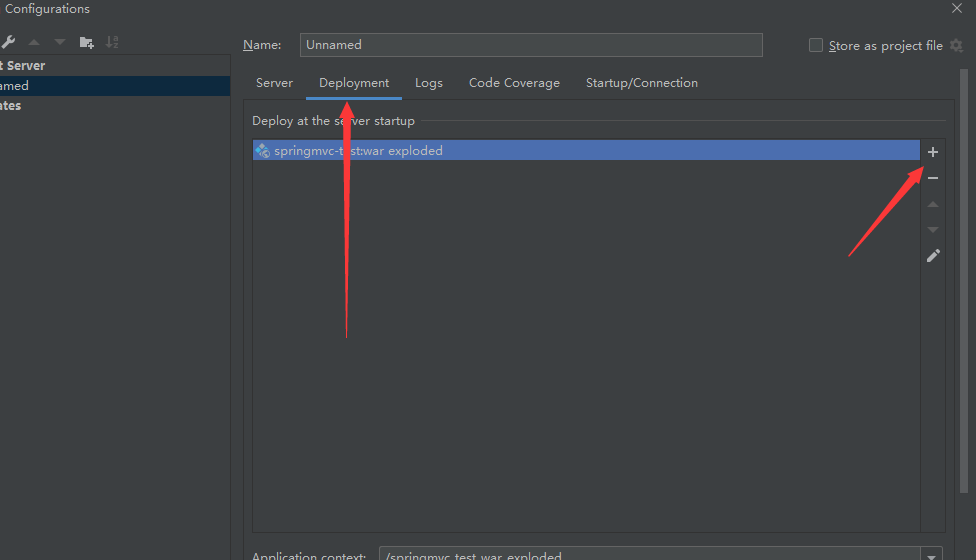 Configurations
Name: Unnamed Store as project file
t Server
amed
ates
Server Deployment Logs Code Coverage Startup/Connection
Deploy at the server startup
springmvc-test:war exploded
Application context: /springmvc_test_war_exploded